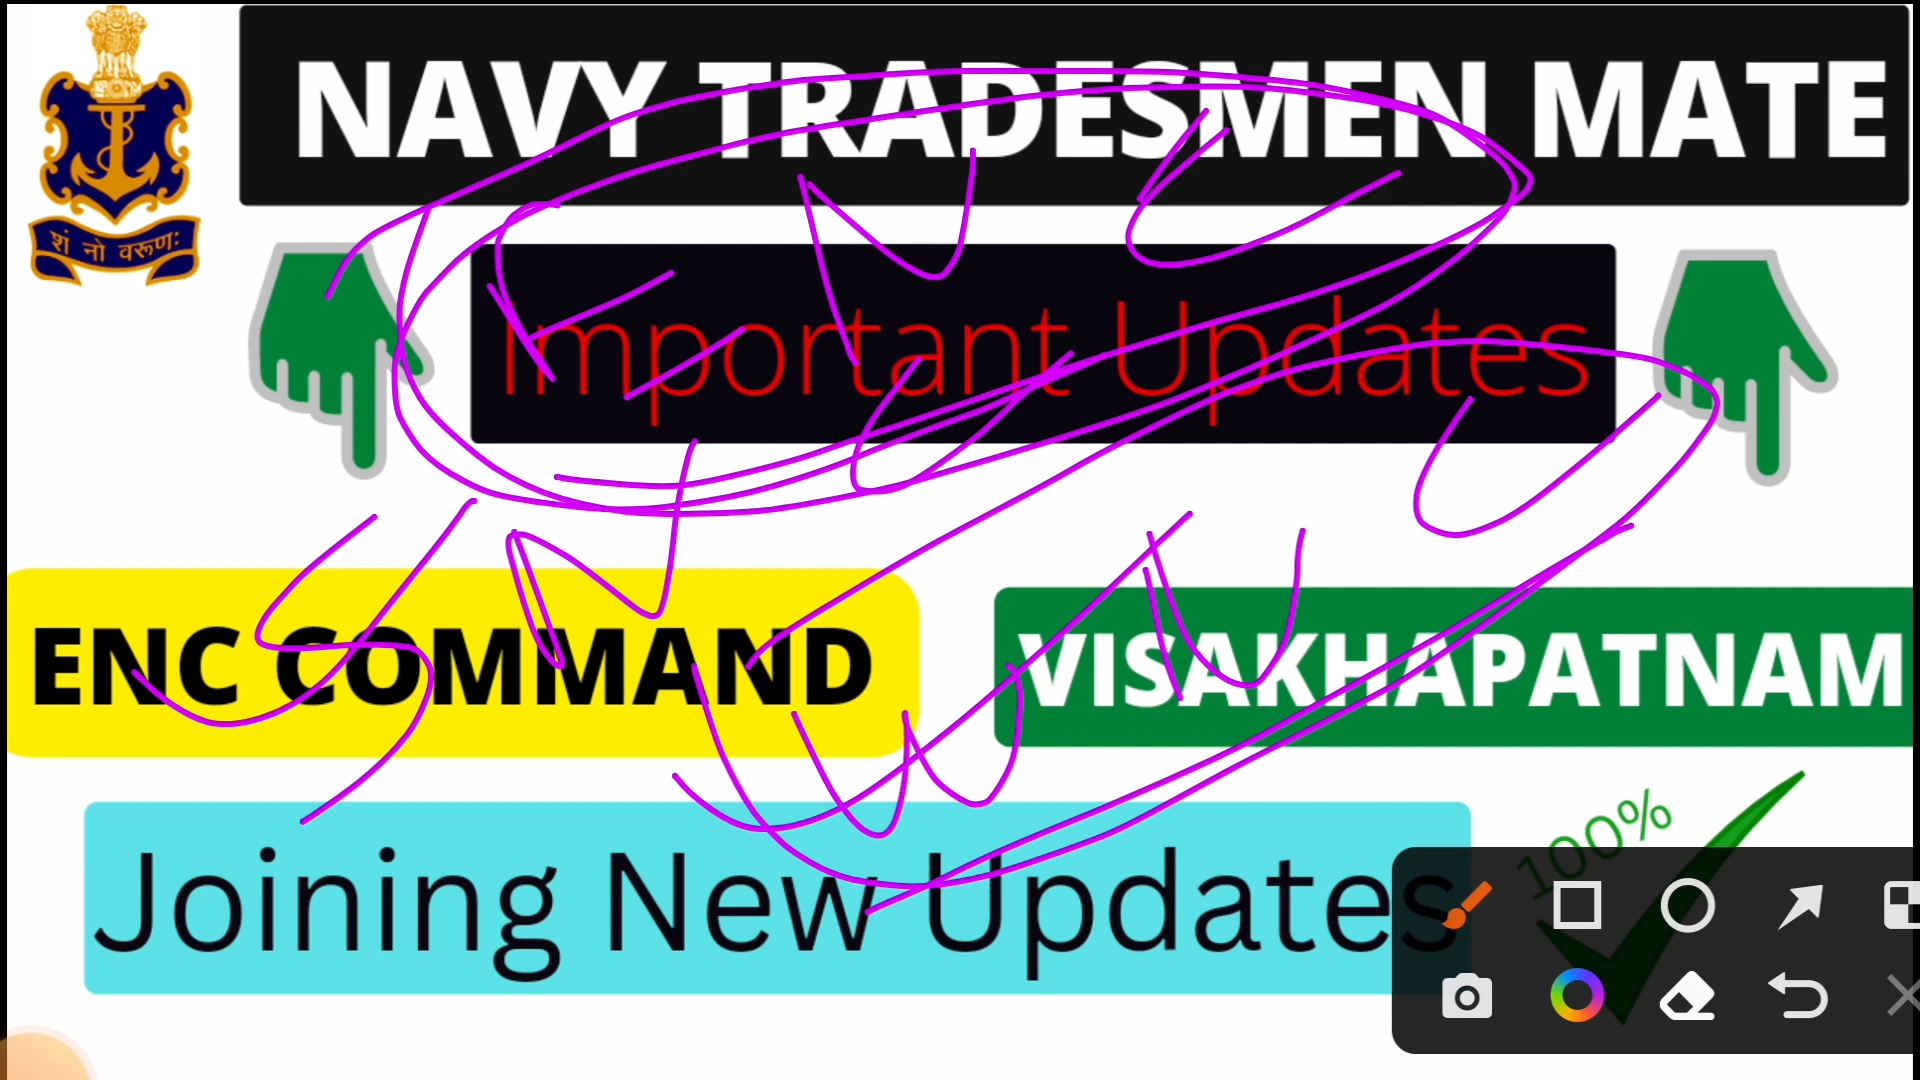 NAVY TRADESMEN MATE
शं नो वरूणः
Important Updates
ENC COMMAND
VISAKHAPATNAM
100%
Joining New Updates